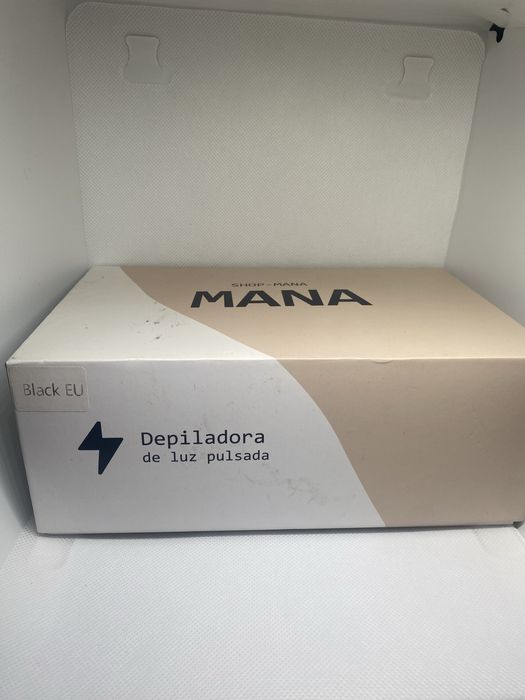 SHOP-MANA
MANA
Black EU
Depiladora
de luz pulsada